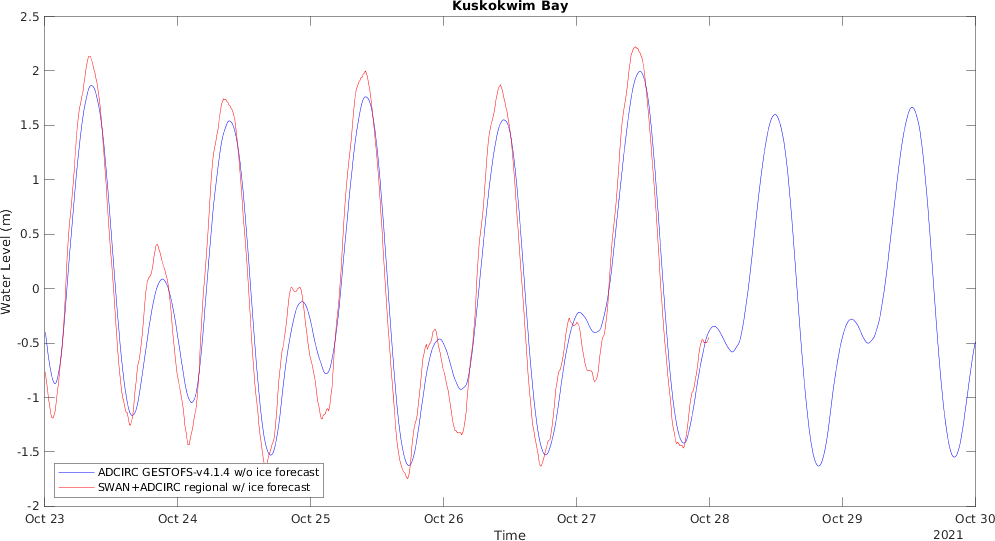 Kuskokwim Bay
2.5
2
1.5
1
0.5
0
-0.5
-1
-1.5
-2
Water Level (m)
ADCIRC GESTOFS-v4.1.4 w/o ice forecast
SWAN+ADCIRC regional w/ ice forecast
Oct 23 Oct 24 Oct 25 Oct 26 Oct 27 Oct 28 Oct 29 Oct 30
Time
2021